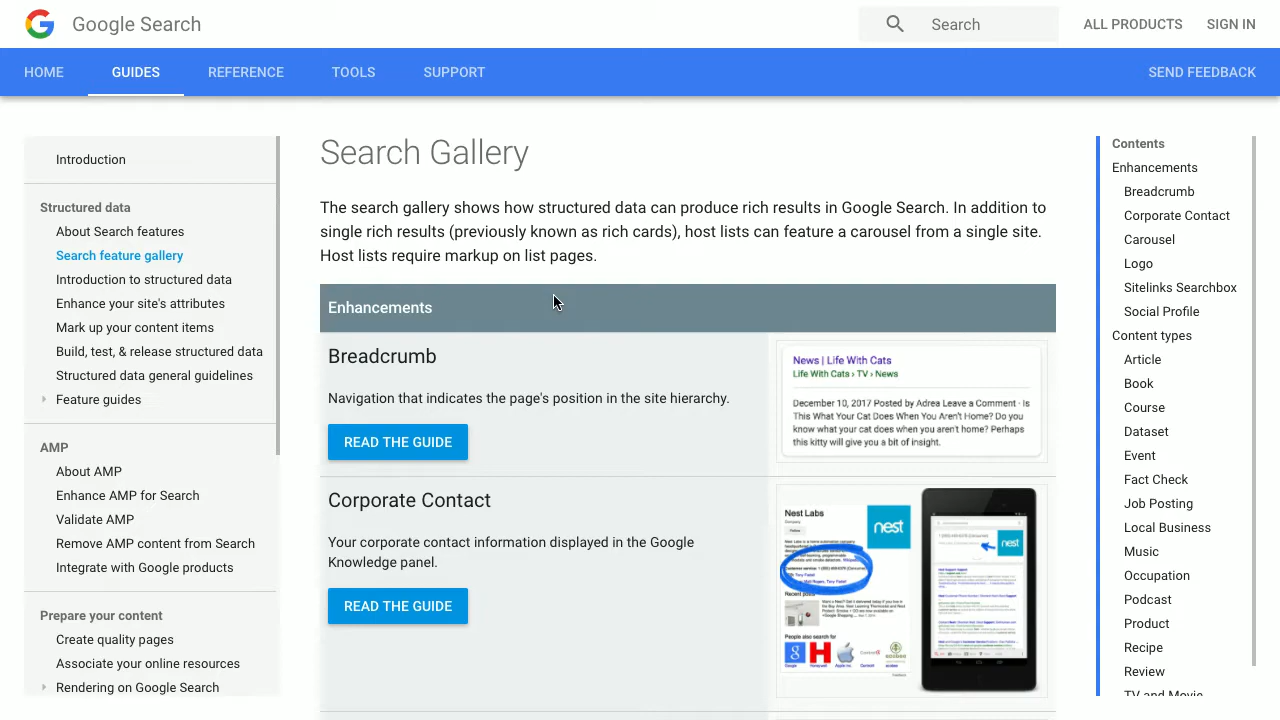 Google Search
Search
ALL PRODUCTS
SIGN IN
HOME
GUIDES
REFERENCE
TOOLS
SUPPORT
SEND FEEDBACK
Introduction
Structured data
About Search features
Search feature gallery
Introduction to structured data
Enhance your site's attributes
Mark up your content items
Build, test, & release structured data
Structured data general guidelines
Feature guides
AMP
About AMP
Enhance AMP for Search
Validate AMP
Remove AMP content from Search
Integrate with Google products
Prepare your content
Create quality pages
Associate your online resources
Rendering on Google Search
Search Gallery
The search gallery shows how structured data can produce rich results in Google Search. In addition to
single rich results (previously known as rich cards), host lists can feature a carousel from a single site.
Host lists require markup on list pages.
Enhancements
Breadcrumb
Navigation that indicates the page's position in the site hierarchy.
READ THE GUIDE
News | Life With Cats
Life With Cats › TV › News
December 10, 2017 Posted by Adrea Leave a Comment · Is
This What Your Cat Does When You Aren't Home? Do you
know what your cat does when you aren't home? Perhaps
this kitty will give you a bit of insight.
Corporate Contact
Your corporate contact information displayed in the Google
Knowledge panel.
READ THE GUIDE
Nest Labs
Company
nest
People also search for
Google
nest
Contents
Enhancements
Breadcrumb
Corporate Contact
Carousel
Logo
Sitelinks Searchbox
Social Profile
Content types
Article
Book
Course
Dataset
Event
Fact Check
Job Posting
Local Business
Music
Occupation
Podcast
Product
Recipe
Review
TV and Movie